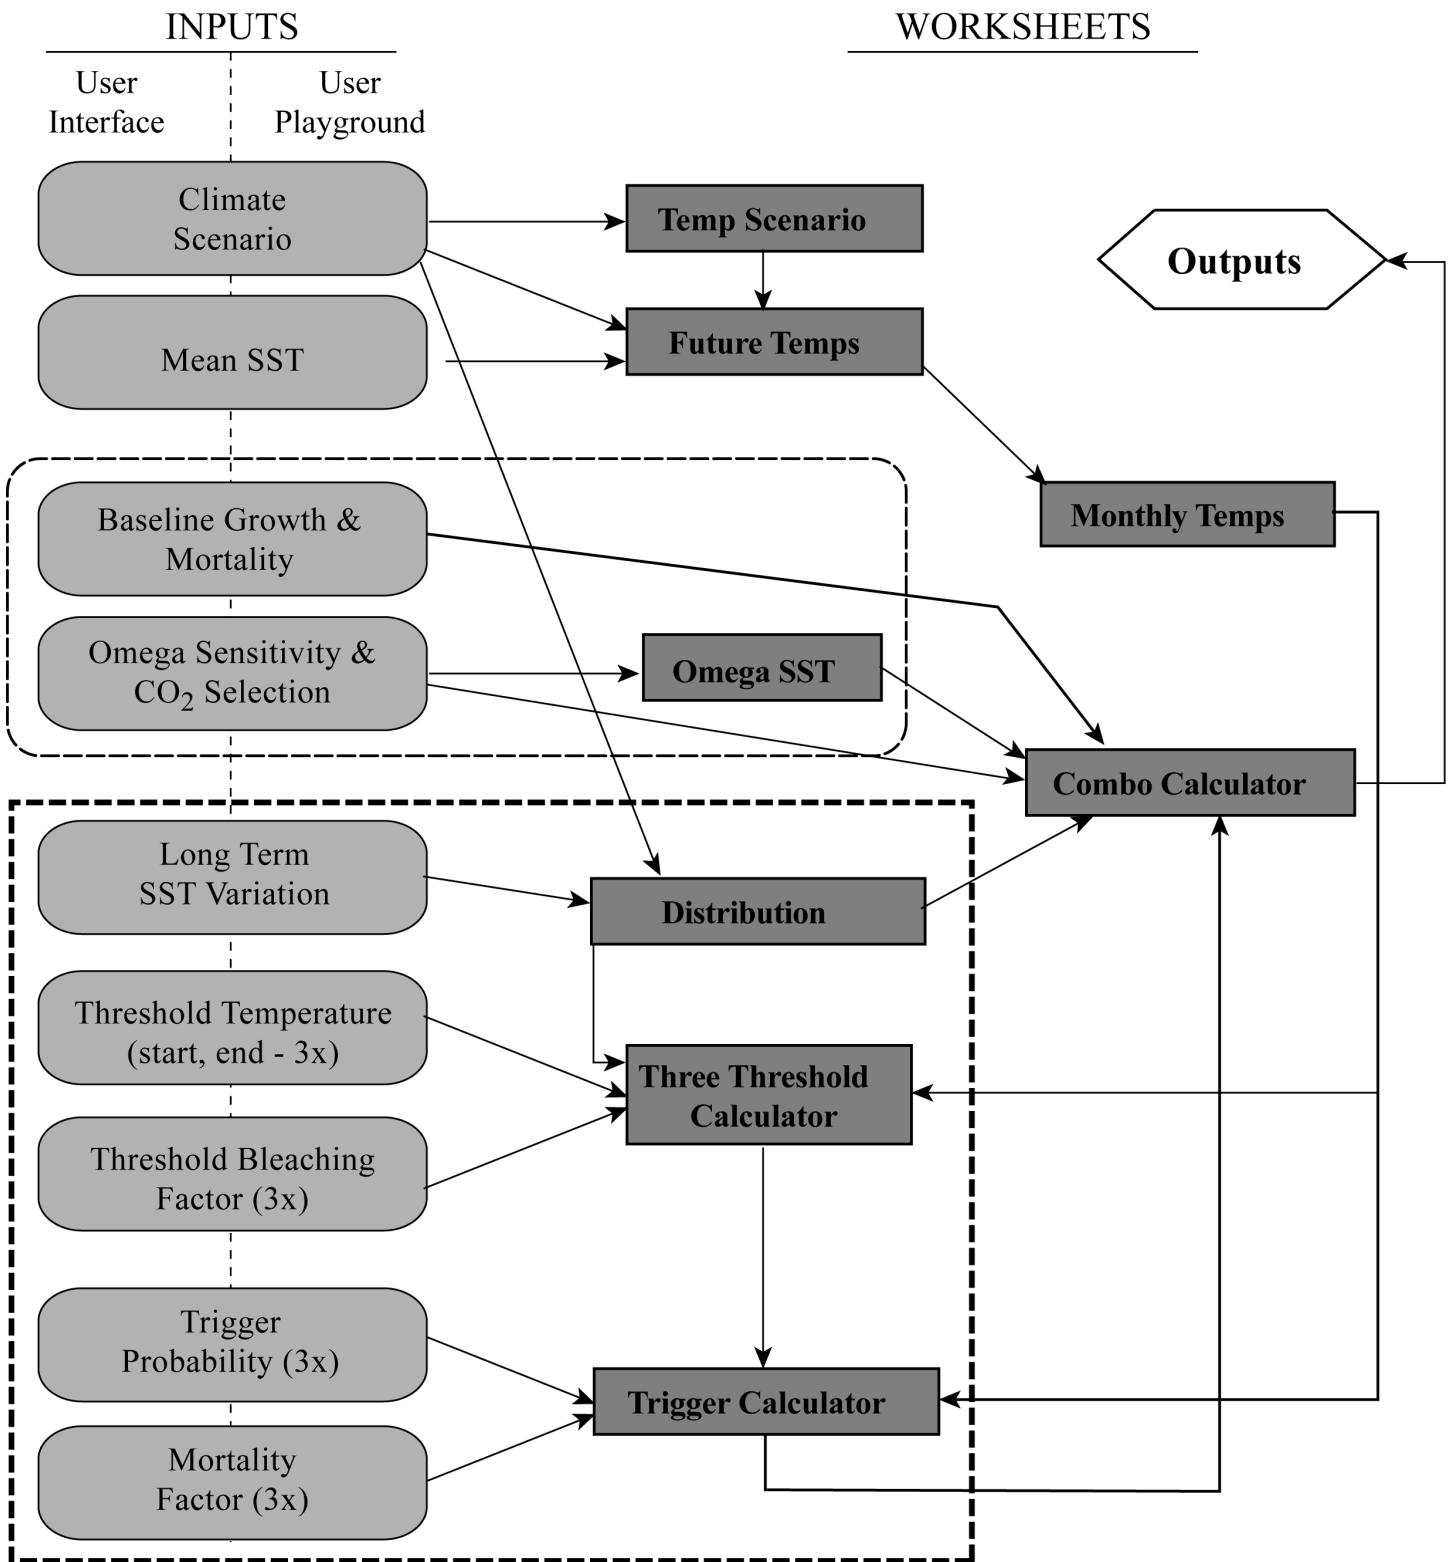 INPUTS
WORKSHEETS
User
Interface
User
Playground
Climate
Scenario
Temp Scenario
Outputs
Mean SST
Future Temps
Baseline Growth &
Mortality
Monthly Temps
Omega Sensitivity &
CO2 Selection
Omega SST
Combo Calculator
Long Term
SST Variation
Distribution
Threshold Temperature
(start, end - 3x)
Three Threshold
Calculator
Threshold Bleaching
Factor (3x)
Trigger
Probability (3x)
Trigger Calculator
Mortality
Factor (3x)